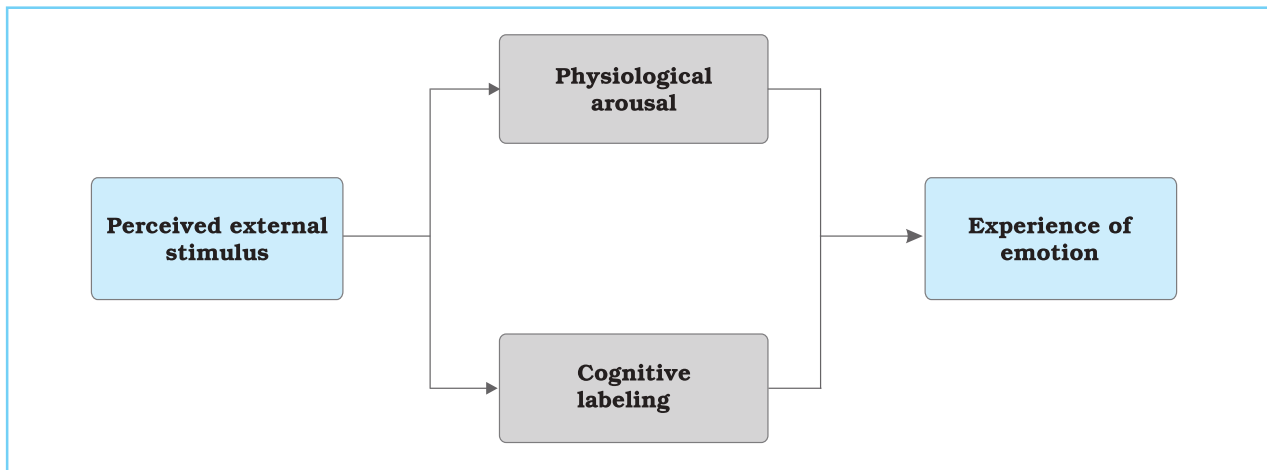 Physiological
arousal
Perceived external
stimulus
Experience of
emotion
Cognitive
labeling